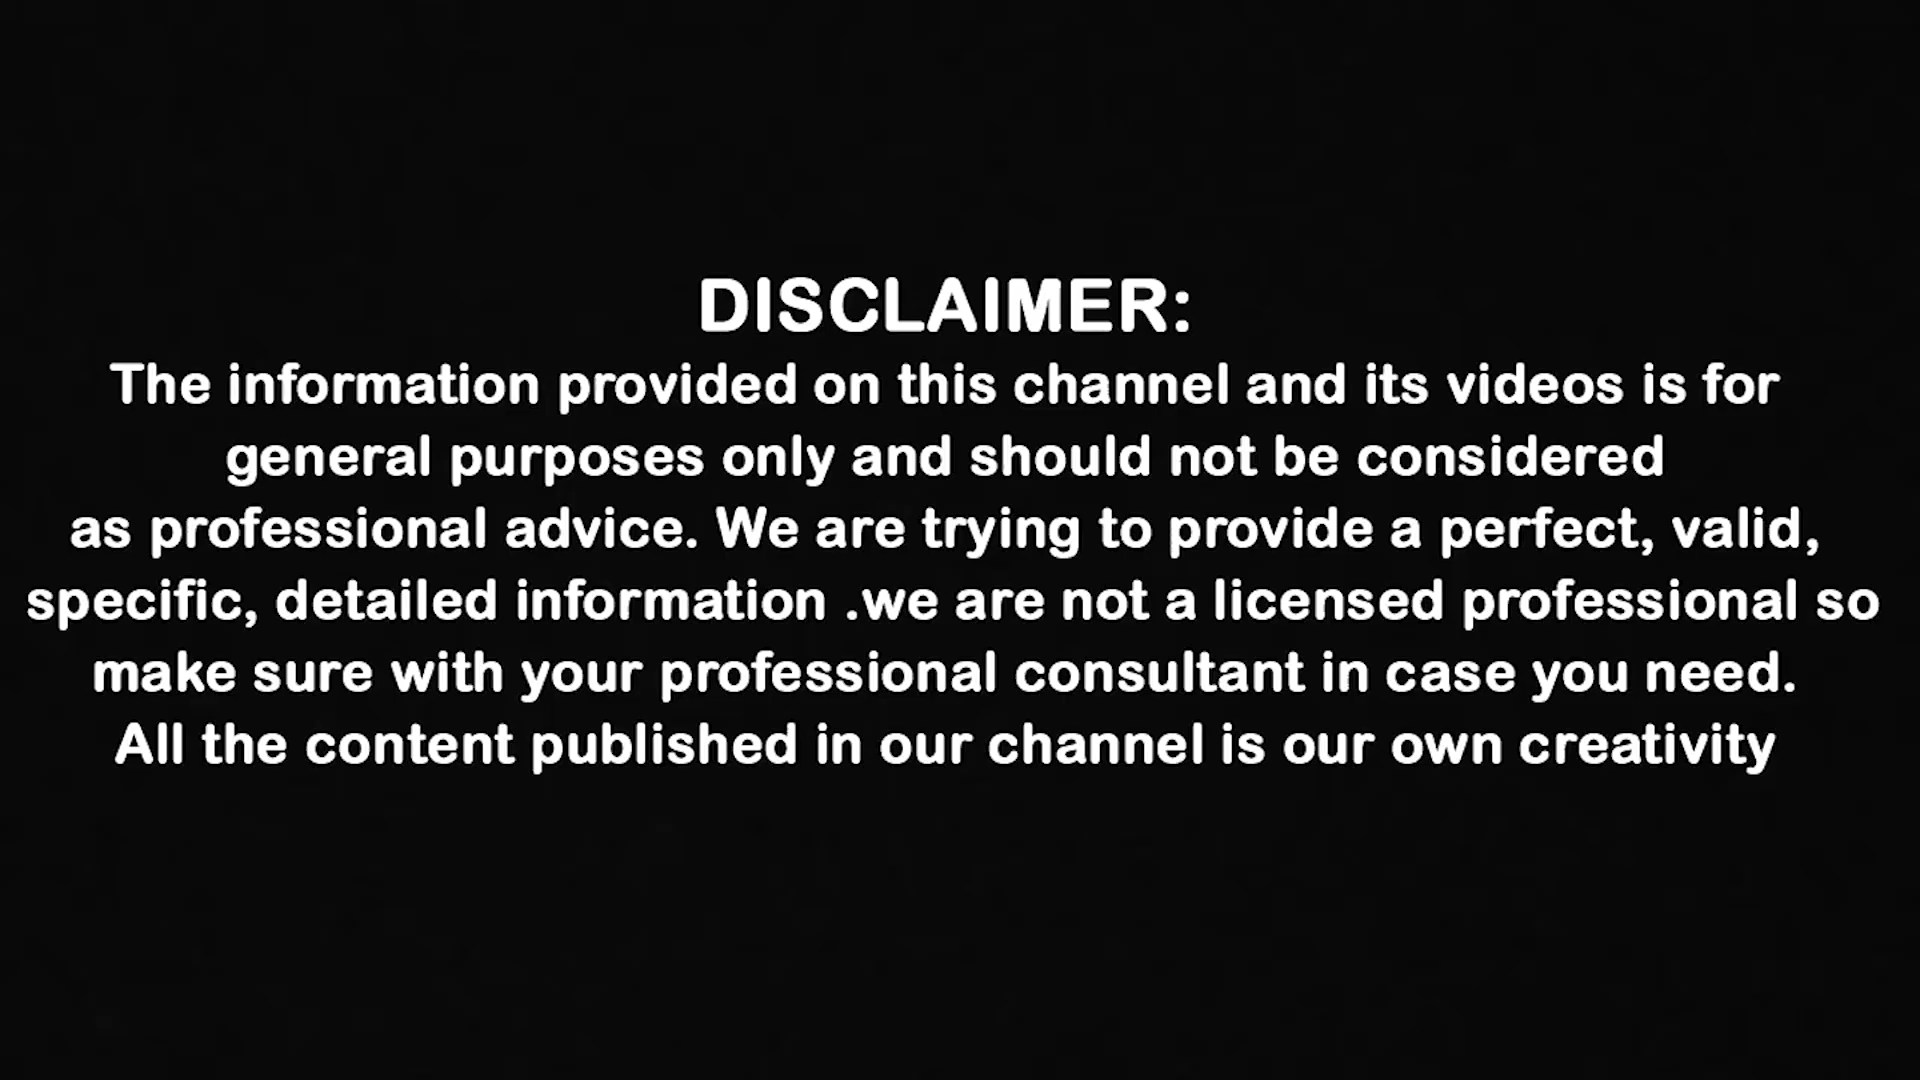 DISCLAIMER:
The information provided on this channel and its videos is for
general purposes only and should not be considered
as professional advice. We are trying to provide a perfect, valid,
specific, detailed information .we are not a licensed professional so
make sure with your professional consultant in case you need.
All the content published in our channel is our own creativity